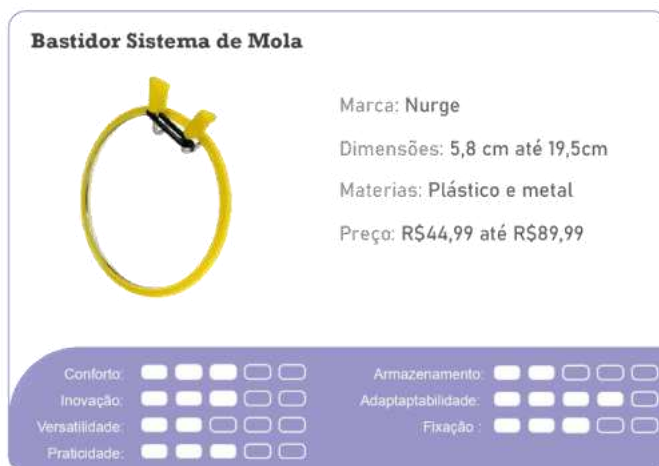 Bastidor Sistema de Mola
Marca: Nurge
Dimensões: 5,8 cm até 19,5cm
Materias: Plástico e metal
Preço: R$44,99 até R$89,99
Conforto:
Inovação:
Versatilidade:
Praticidade:
Armazenamento:
Adaptaptabilidade:
Fixação :